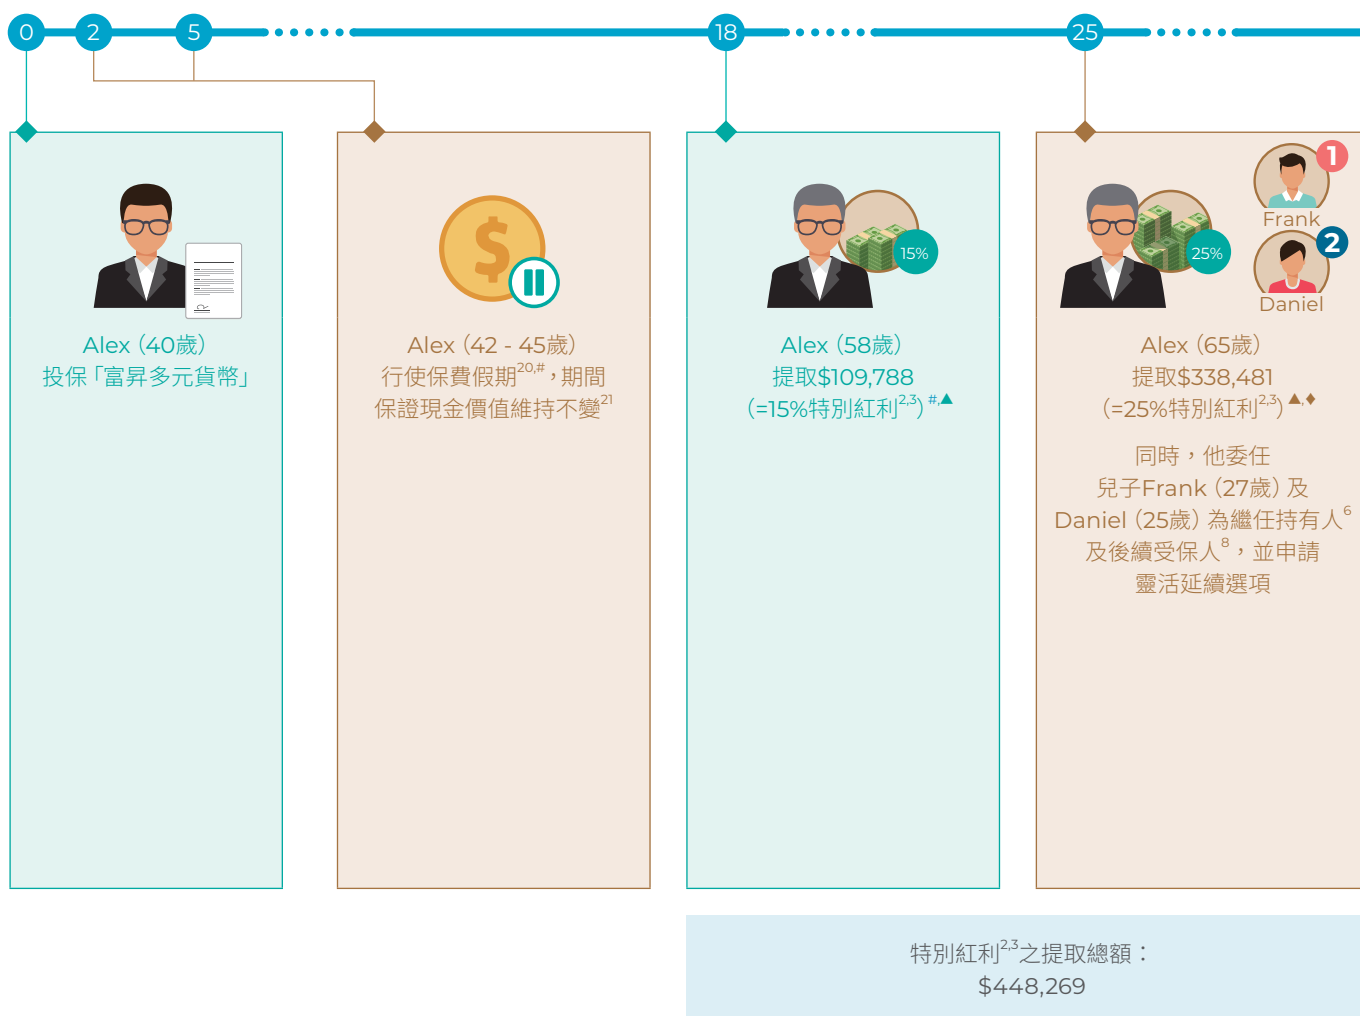 0
2
5
18
25
Alex（40歲）
投保「富昇多元貨幣」
Alex（42 - 45歲）
行使保費假期20,#，期間
保證現金價值維持不變21
15%
Alex（58歲）
提取$109,788
（=15%特別紅利2,3）#,▲
25%
1
Frank
2
Daniel
Alex（65歲）
提取$338,481
（=25%特別紅利2,3）▲,♦
同時，他委任
兒子Frank（27歲）及
Daniel（25歲）為繼任持有人6
及後續受保人8，並申請
靈活延續選項
特別紅利2,3之提取總額：
$448,269